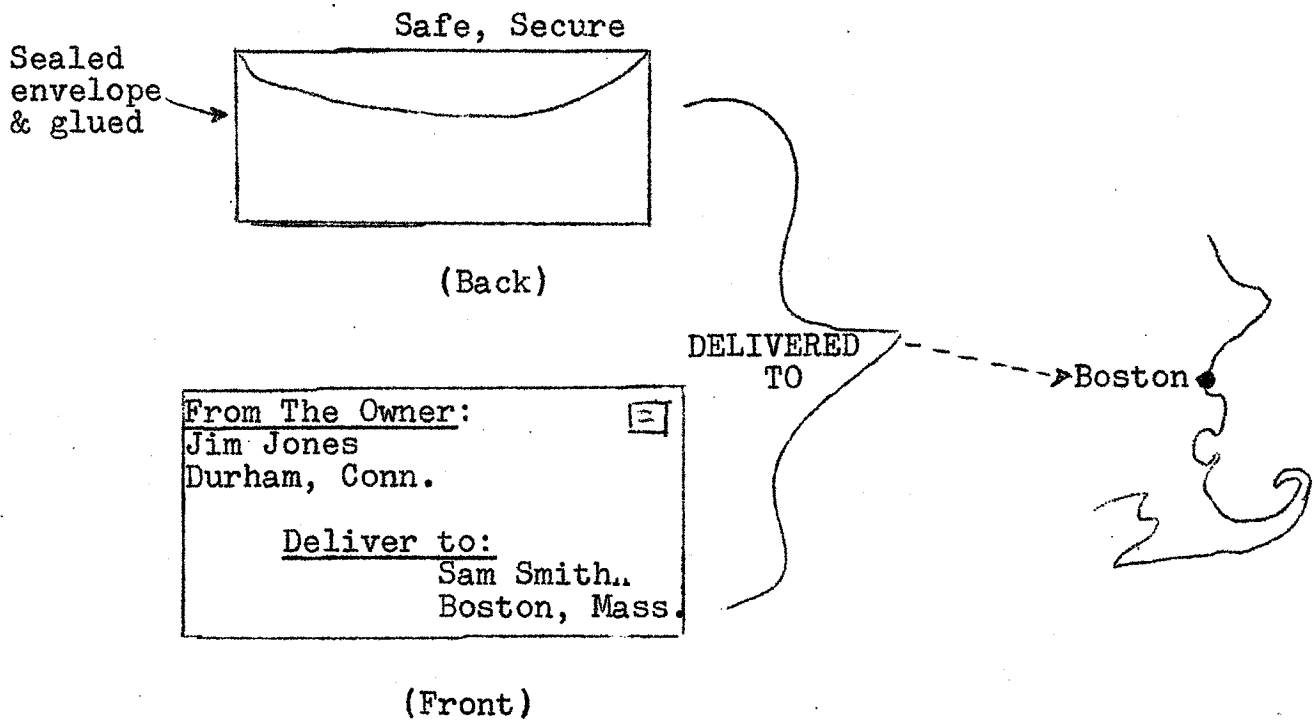 Safe, Secure
Sealed
envelope
& glued
(Back)
DELIVERED
TO
Boston
From The Owner:
Jim Jones
Durham, Conn.
Deliver to:
Sam Smith..
Boston, Mass.
(Front)